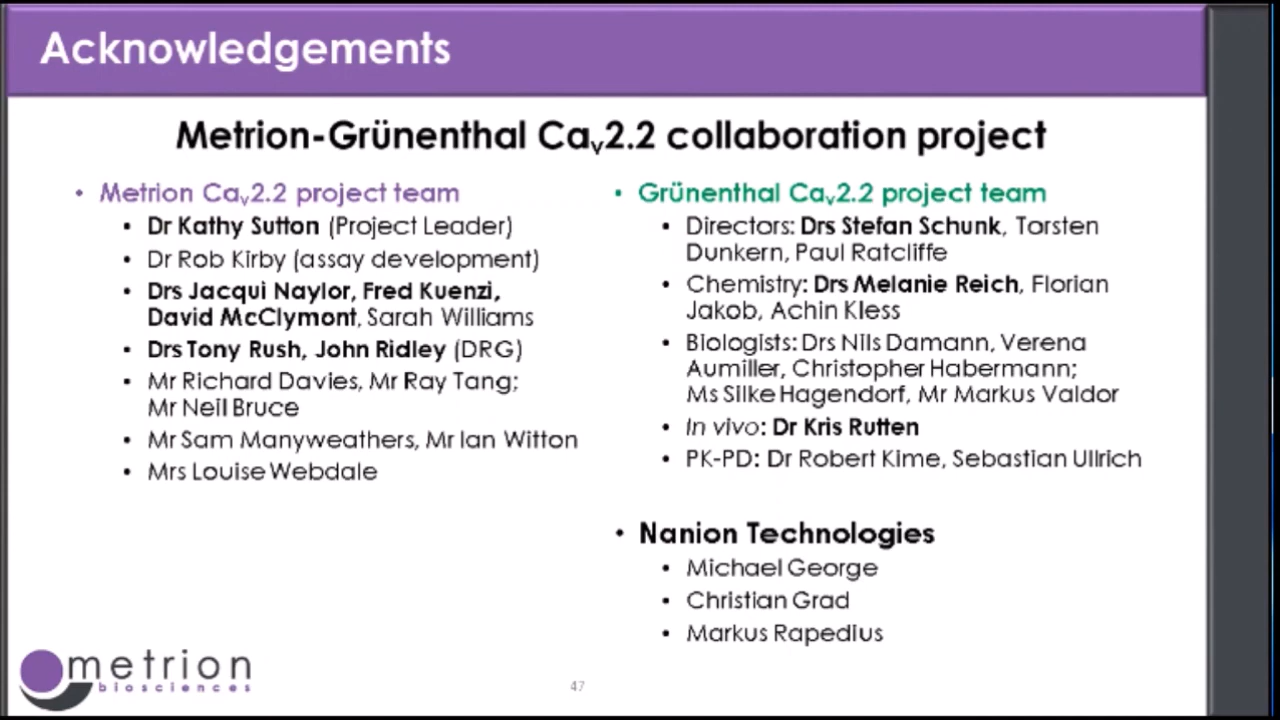 Acknowledgements
Metrion-Grünenthal Cav2.2 collaboration project
• Metrion Cav2.2 project team
• Dr Kathy Sutton (Project Leader)
• Dr Rob Kirby (assay development)
• Drs Jacqui Naylor, Fred Kuenzi,
David McClymont, Sarah Williams
• Drs Tony Rush, John Ridley (DRG)
• Mr Richard Davies, Mr Ray Tang;
Mr Neil Bruce
• Mr Sam Manyweathers, Mr Ian Witton
• Mrs Louise Webdale
• Grünenthal Cav2.2 project team
• Directors: Drs Stefan Schunk, Torsten
Dunkern, Paul Ratcliffe
• Chemistry: Drs Melanie Reich, Florian
Jakob, Achin Kless
• Biologists: Drs Nils Damann, Verena
Aumiller, Christopher Habermann;
Ms Silke Hagendorf, Mr Markus Valdor
• In vivo: Dr Kris Rutten
• PK-PD: Dr Robert Kime, Sebastian Ullrich
• Nanion Technologies
• Michael George
• Christian Grad
• Markus Rapedius
metrion
biosciences
47